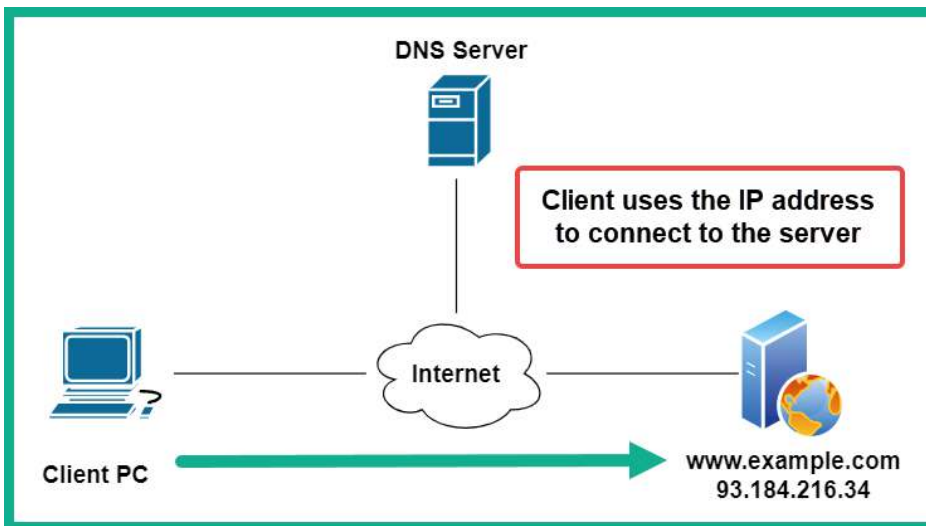 DNS Server
Client uses the IP address
to connect to the server
Internet
Client PC
www.example.com
93.184.216.34